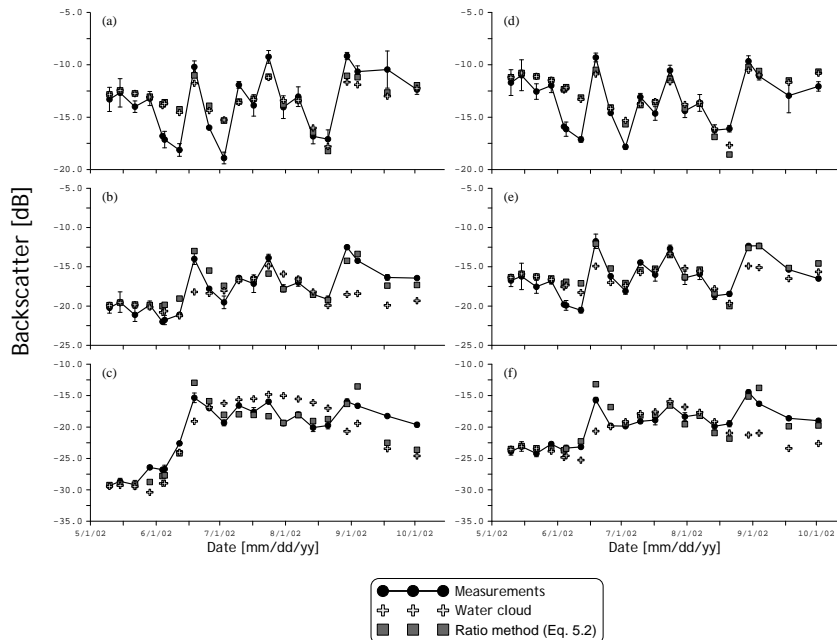 (a)
-5.0
-10.0
-15.0
-20.0
(d)
-5.0
-10.0
-15.0
-20.0
(b)
-5.0
-10.0
-15.0
-20.0
-25.0
(e)
-5.0
-10.0
-15.0
-20.0
-25.0
(c)
-10.0
-15.0
-20.0
-25.0
-30.0
-35.0
(f)
-10.0
-15.0
-20.0
-25.0
-30.0
-35.0
Backscatter [dB]
5/1/02 6/1/02 7/1/02 8/1/02 9/1/02 10/1/02
5/1/02 6/1/02 7/1/02 8/1/02 9/1/02 10/1/02
Date [mm/dd/yy]
Date [mm/dd/yy]
Measurements
Water cloud
Ratio method (Eq. 5.2)